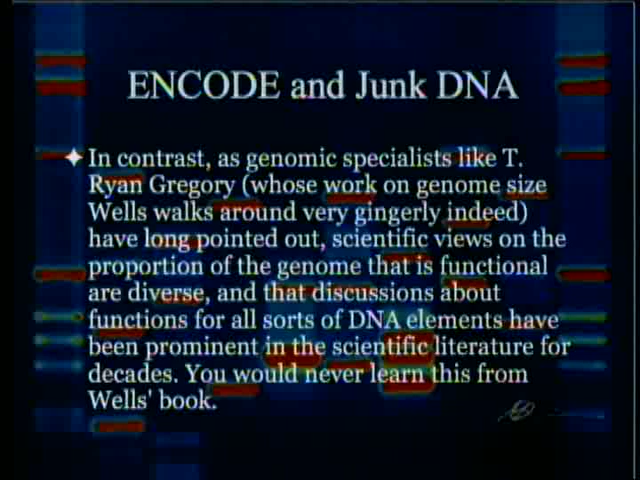 ENCODE and Junk DNA
In contrast, as genomic specialists like T.
Ryan Gregory (whose work on genome size
Wells walks around very gingerly indeed)
have long pointed out, scientific views on the
proportion of the genome that is functional
are diverse, and that discussions about
functions for all sorts of DNA elements have
been prominent in the scientific literature for
decades. You would never learn this from
Wells' book.